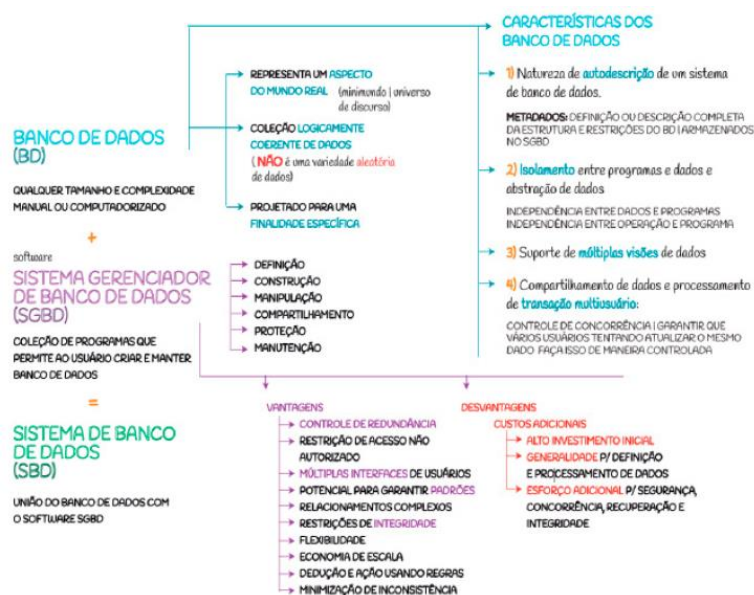 BANCO DE DADOS
(BD)
QUALQUER TAMANHO E COMPLEXIDADE
MANUAL OU COMPUTADORIZADO
+
software
SISTEMA GERENCIADOR
DE BANCO DE DADOS
(SGBD)
COLEÇÃO DE PROGRAMAS QUE
PERMITE AO USUÁRIO CRIAR E MANTER
BANCO DE DADOS
=
SISTEMA DE BANCO
DE DADOS
(SBD)
UNIÃO DO BANCO DE DADOS COM
O SOFTWARE SGBD
REPRESENTA UM ASPECTO
DO MUNDO REAL (minimundo | universo
de discurso)
COLEÇÃO LOGICAMENTE
COERENTE DE DADOS
( NÃO é uma variedade aleatória
de dados)
PROJETADO PARA UMA
FINALIDADE ESPECÍFICA
DEFINIÇÃO
CONSTRUÇÃO
MANIPULAÇÃO
COMPARTILHAMENTO
PROTEÇÃO
MANUTENÇÃO
CARACTERÍSTICAS DOS
BANCO DE DADOS
1) Natureza de autodescrição de um sistema
de banco de dados.
METADADOS: DEFINIÇÃO OU DESCRIÇÃO COMPLETA
DA ESTRUTURA E RESTRIÇÕES DO BD | ARMAZENADOS
NO SGBD
2) Isolamento entre programas e dados e
abstração de dados
INDEPENDÊNCIA ENTRE DADOS E PROGRAMAS
INDEPENDÊNCIA ENTRE OPERAÇÃO E PROGRAMA
3) Suporte de múltiplas visões de dados
4) Compartilhamento de dados e processamento
de transação multiusuário:
CONTROLE DE CONCORRÊNCIA | GARANTIR QUE
VÁRIOS USUÁRIOS TENTANDO ATUALIZAR O MESMO
DADO FAÇA ISSO DE MANEIRA CONTROLADA
VANTAGENS
CONTROLE DE REDUNDÂNCIA
RESTRIÇÃO DE ACESSO NÃO
AUTORIZADO
MÚLTIPLAS INTERFACES DE USUÁRIOS
POTENCIAL PARA GARANTIR PADRÕES
RELACIONAMENTOS COMPLEXOS
RESTRIÇÕES DE INTEGRIDADE
FLEXIBILIDADE
ECONOMIA DE ESCALA
DEDUÇÃO E AÇÃO USANDO REGRAS
MINIMIZAÇÃO DE INCONSISTÊNCIA
DESVANTAGENS
CUSTOS ADICIONAIS
ALTO INVESTIMENTO INICIAL
GENERALIDADE P/ DEFINIÇÃO
E PROCESSAMENTO DE DADOS
ESFORÇO ADICIONAL P/ SEGURANÇA,
CONCORRÊNCIA, RECUPERAÇÃO E
INTEGRIDADE